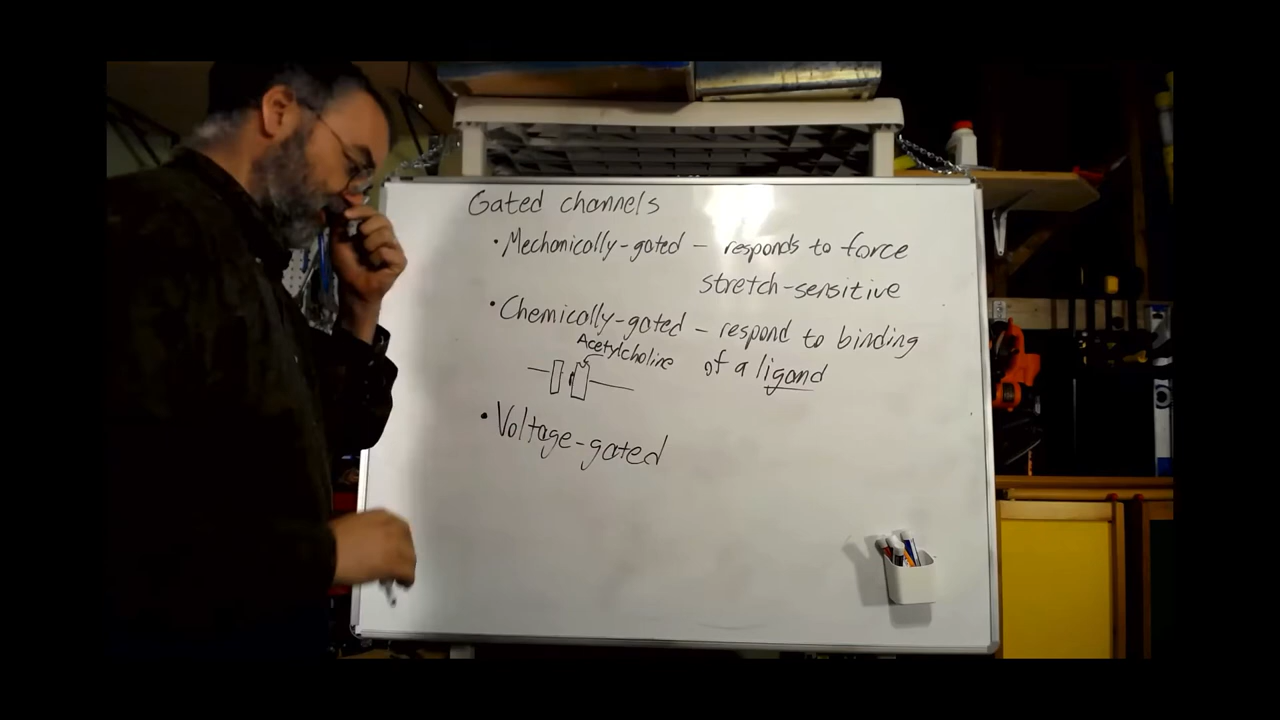 Gated channels
• Mechanically-gated – responds to force
stretch-sensitive
• Chemically-gated – respond to binding
of a ligand
Acetylcholine
• Voltage-gated